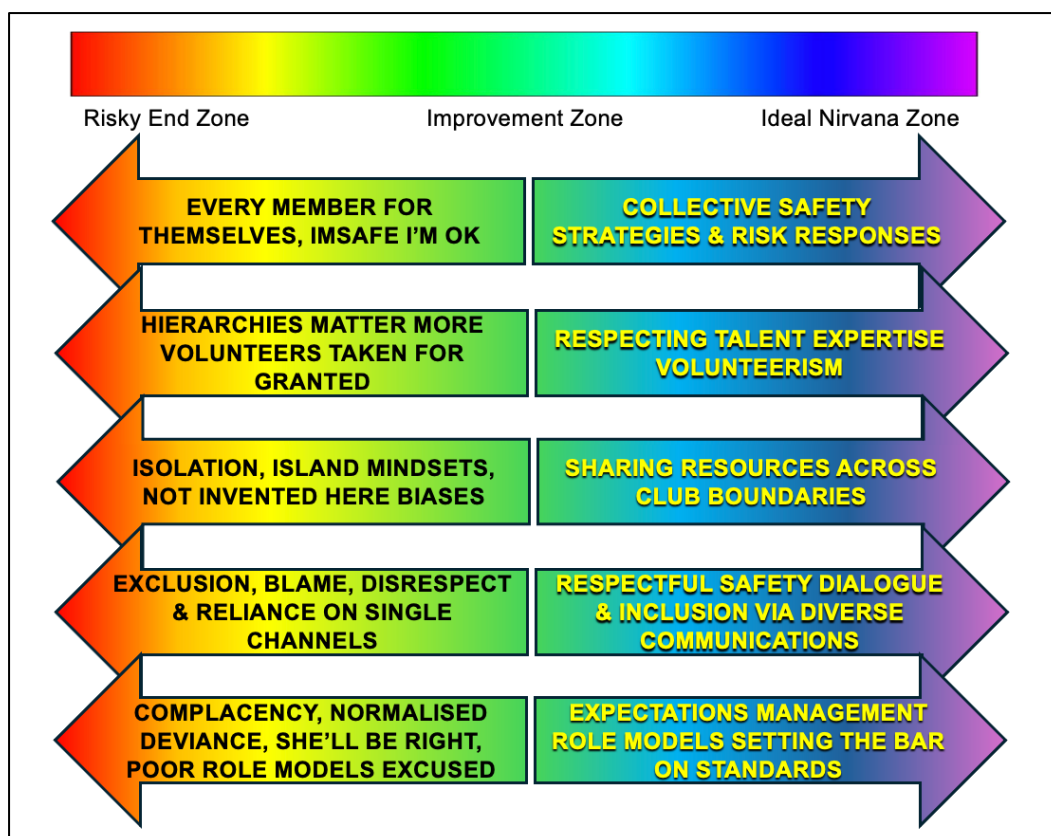 Risky End Zone
Improvement Zone
Ideal Nirvana Zone
EVERY MEMBER FOR
THEMSELVES, IMSAFE I'M OK
COLLECTIVE SAFETY
STRATEGIES & RISK RESPONSES
HIERARCHIES MATTER MORE
VOLUNTEERS TAKEN FOR
GRANTED
RESPECTING TALENT EXPERTISE
VOLUNTEERISM
ISOLATION, ISLAND MINDSETS,
NOT INVENTED HERE BIASES
SHARING RESOURCES ACROSS
CLUB BOUNDARIES
EXCLUSION, BLAME, DISRESPECT
& RELIANCE ON SINGLE
CHANNELS
RESPECTFUL SAFETY DIALOGUE
& INCLUSION VIA DIVERSE
COMMUNICATIONS
COMPLACENCY, NORMALISED
DEVIANCE, SHE'LL BE RIGHT,
POOR ROLE MODELS EXCUSED
EXPECTATIONS MANAGEMENT
ROLE MODELS SETTING THE BAR
ON STANDARDS